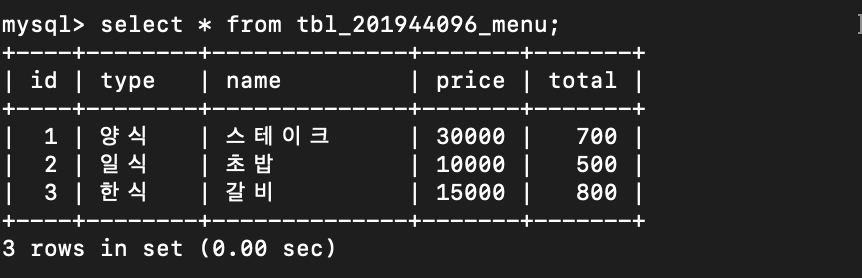 mysql> select * from tbl_201944096_menu;
+----+--------+--------------+-------+-------+
| id | type   | name         | price | total |
+----+--------+--------------+-------+-------+
|  1 | 양식   | 스테이크     | 30000 |   700 |
|  2 | 일식   | 초밥         | 10000 |   500 |
|  3 | 한식   | 갈비         | 15000 |   800 |
+----+--------+--------------+-------+-------+
3 rows in set (0.00 sec)